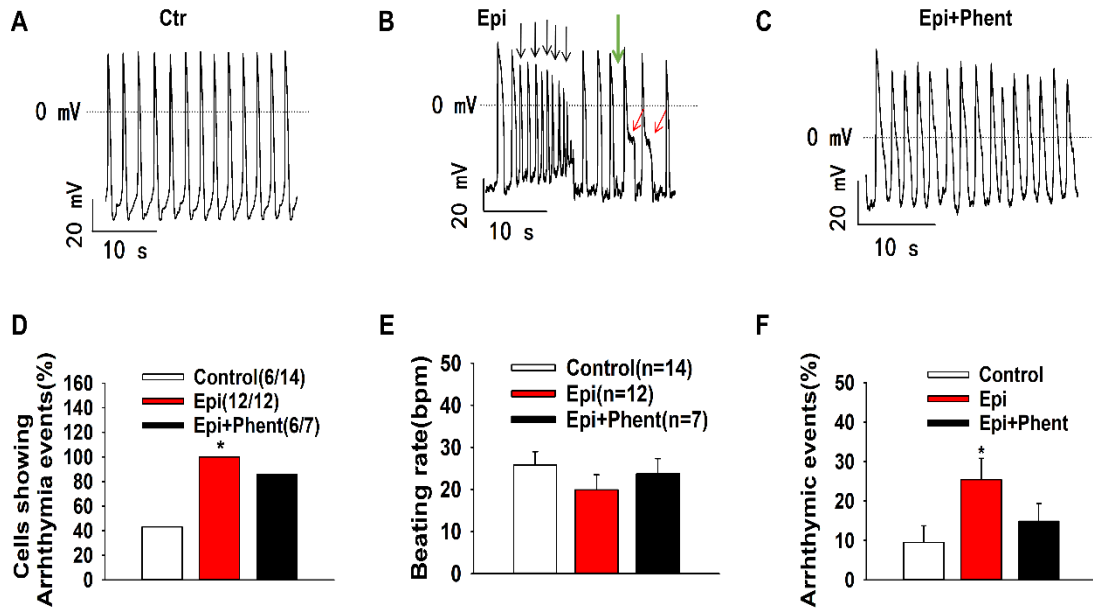 A
Ctr
0 mV
20 mV
10 s
B
Epi
0 mV
20 mV
10 s
C
Epi+Phent
0 mV
20 mV
10 s
D
Cells showing
Arrhthymia events(%)
160
140
120
100
80
60
40
20
0
Control(6/14)
Epi(12/12)
Epi+Phent(6/7)
*
E
Beating rate(bpm)
50
40
30
20
10
0
Control(n=14)
Epi(n=12)
Epi+Phent(n=7)
F
Arrhthymic events(%)
50
40
30
20
10
0
Control
Epi
Epi+Phent
*